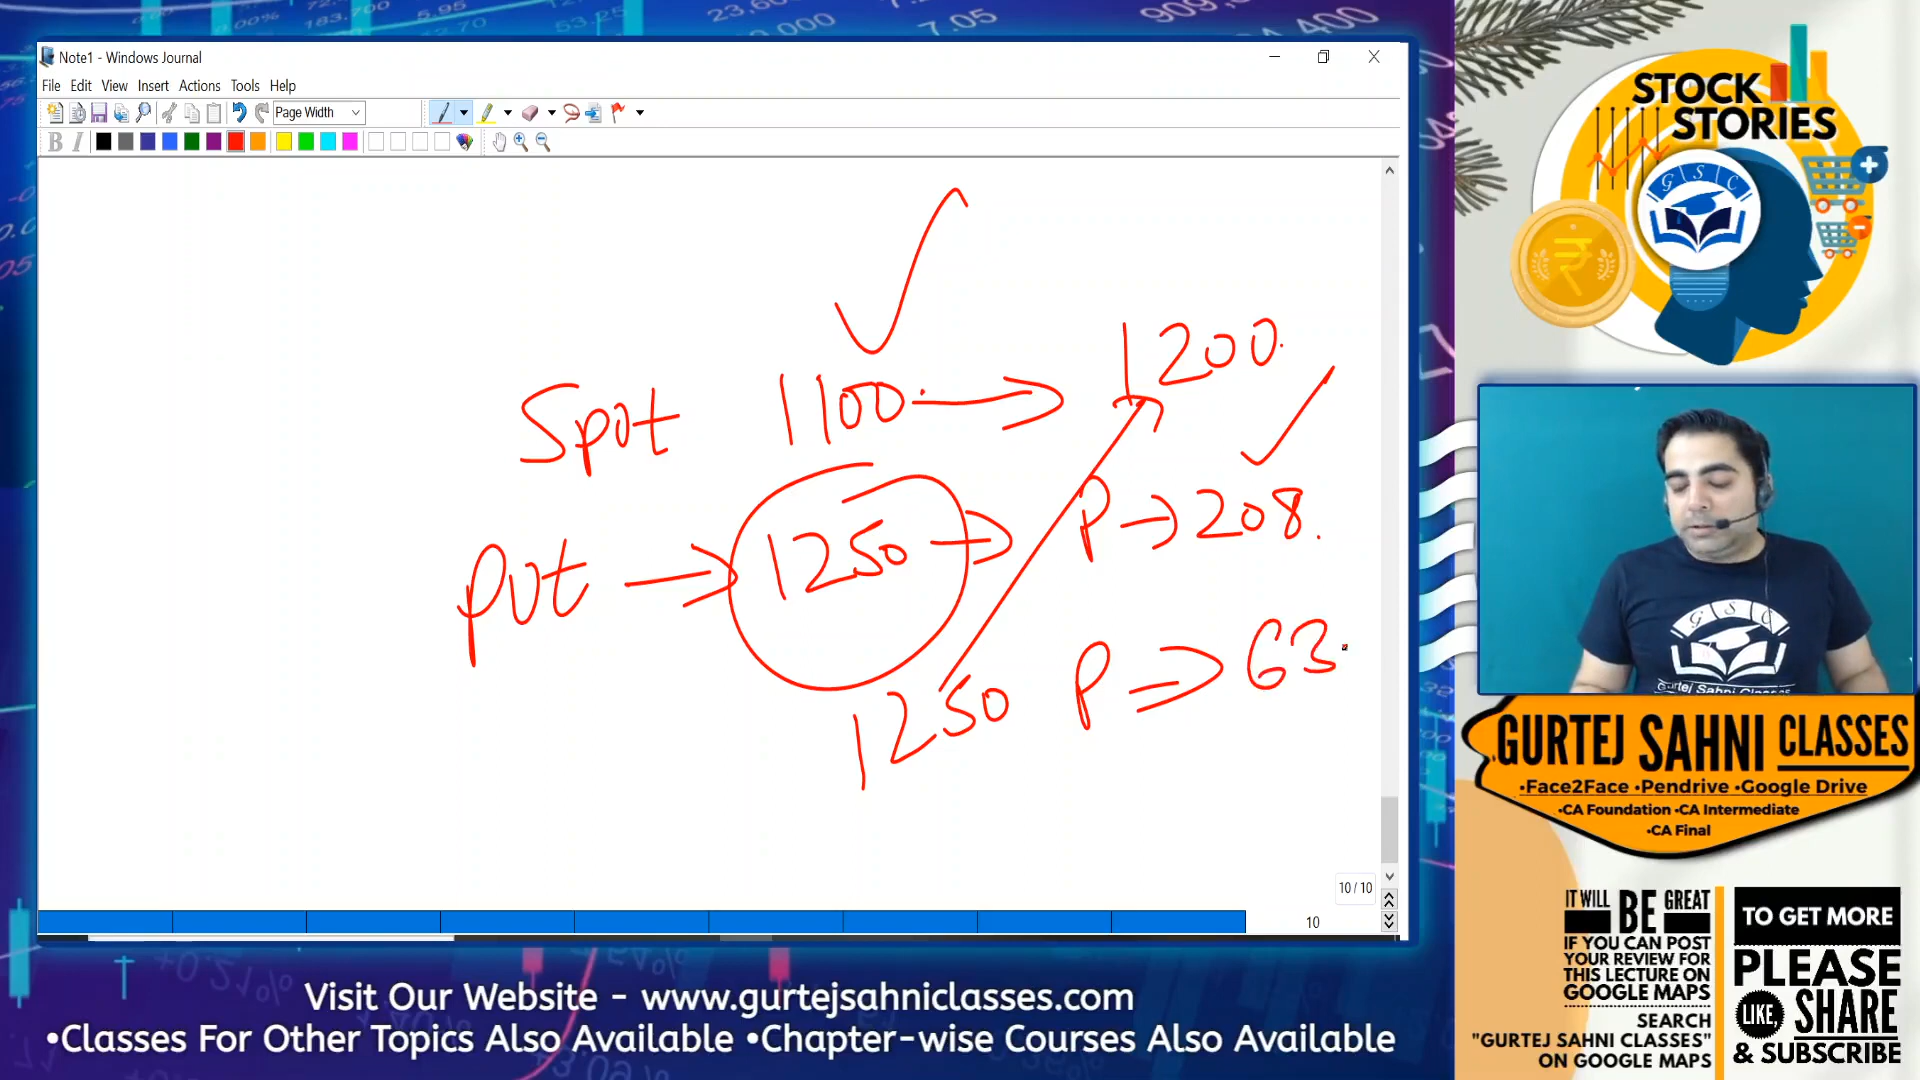 Note1 - Windows Journal
File Edit View Insert Actions Tools Help
Page Width
B I
Spot 1100. 1200.
Put 1250 P → 208.
1250 P ⇒ 63.
10 / 10
10
STOCK
STORIES
G S C
G S C
Gurtej Sahni Classes
GURTEJ SAHNI CLASSES
•Face2Face •Pendrive •Google Drive
•CA Foundation •CA Intermediate
•CA Final
IT WILL BE GREAT
IF YOU CAN POST
YOUR REVIEW FOR
THIS LECTURE ON
GOOGLE MAPS
SEARCH
"GURTEJ SAHNI CLASSES"
ON GOOGLE MAPS
TO GET MORE
PLEASE
LIKE, SHARE
& SUBSCRIBE
Visit Our Website - www.gurtejsahniclasses.com
•Classes For Other Topics Also Available •Chapter-wise Courses Also Available